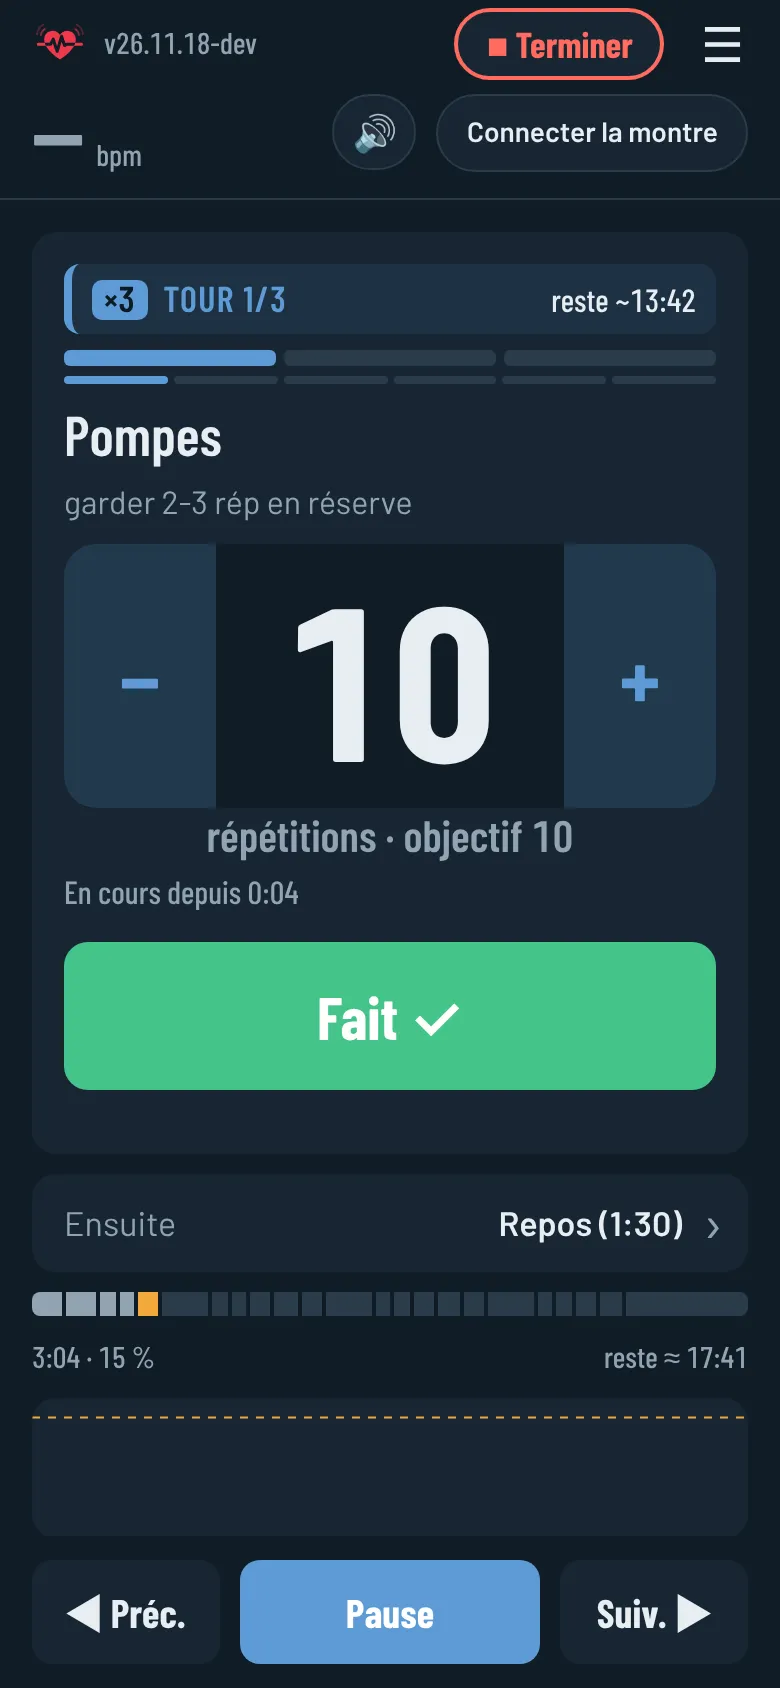 v26.11.18-dev
■ Terminer
— bpm
Connecter la montre
×3 TOUR 1/3
reste ~13:42
Pompes
garder 2-3 rép en réserve
− 10 +
répétitions · objectif 10
En cours depuis 0:04
Fait ✓
Ensuite
Repos (1:30) ›
3:04 · 15 %
reste ≈ 17:41
◀ Préc.
Pause
Suiv. ▶